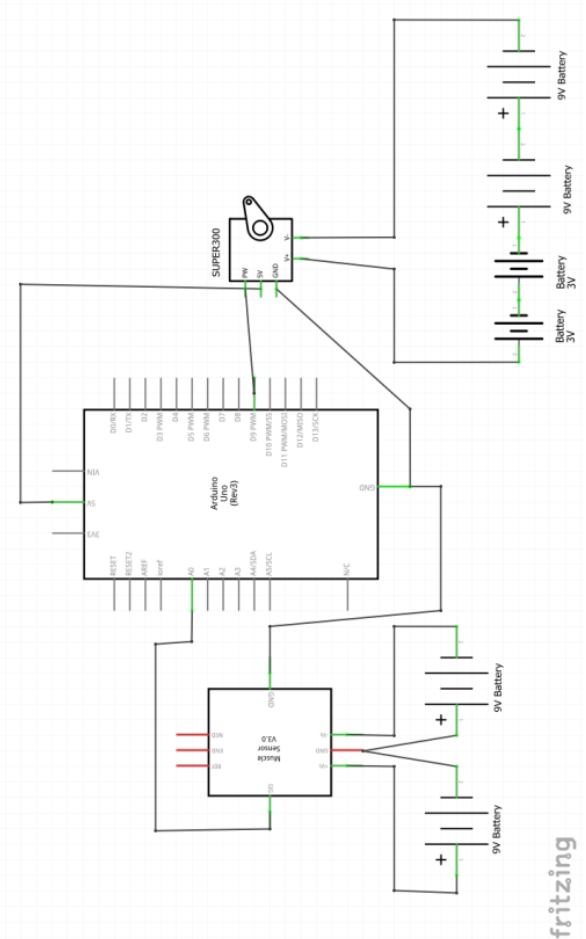 9V Battery
+
9V Battery
+
Battery
3V
Battery
3V
SUPER300
PW
5V
GND
V-
V+
D0/RX
D1/TX
D2
D3 PWM
D4
D5 PWM
D6 PWM
D7
D8
D9 PWM
D10 PWM/SS
D11 PWM/MOSI
D12/MISO
D13/SCK
VIN
5V
3V3
Arduino
Uno
(Rev3)
GND
RESET
RESET2
AREF
ioref
A0
A1
A2
A3
A4/SDA
A5/SCL
N/C
GND
Muscle
Sensor
V3.0
MID
END
REF
GND
SIG
9V Battery
+
9V Battery
+
fritzing